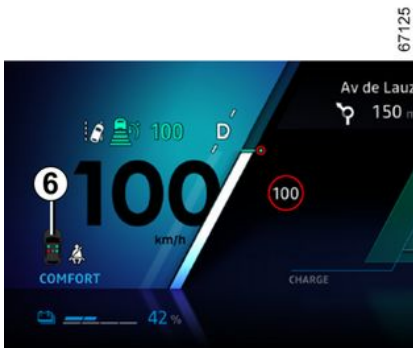 67125
Av de Lauz
150 m
100
D
6
100
km/h
100
COMFORT
CHARGE
42 %